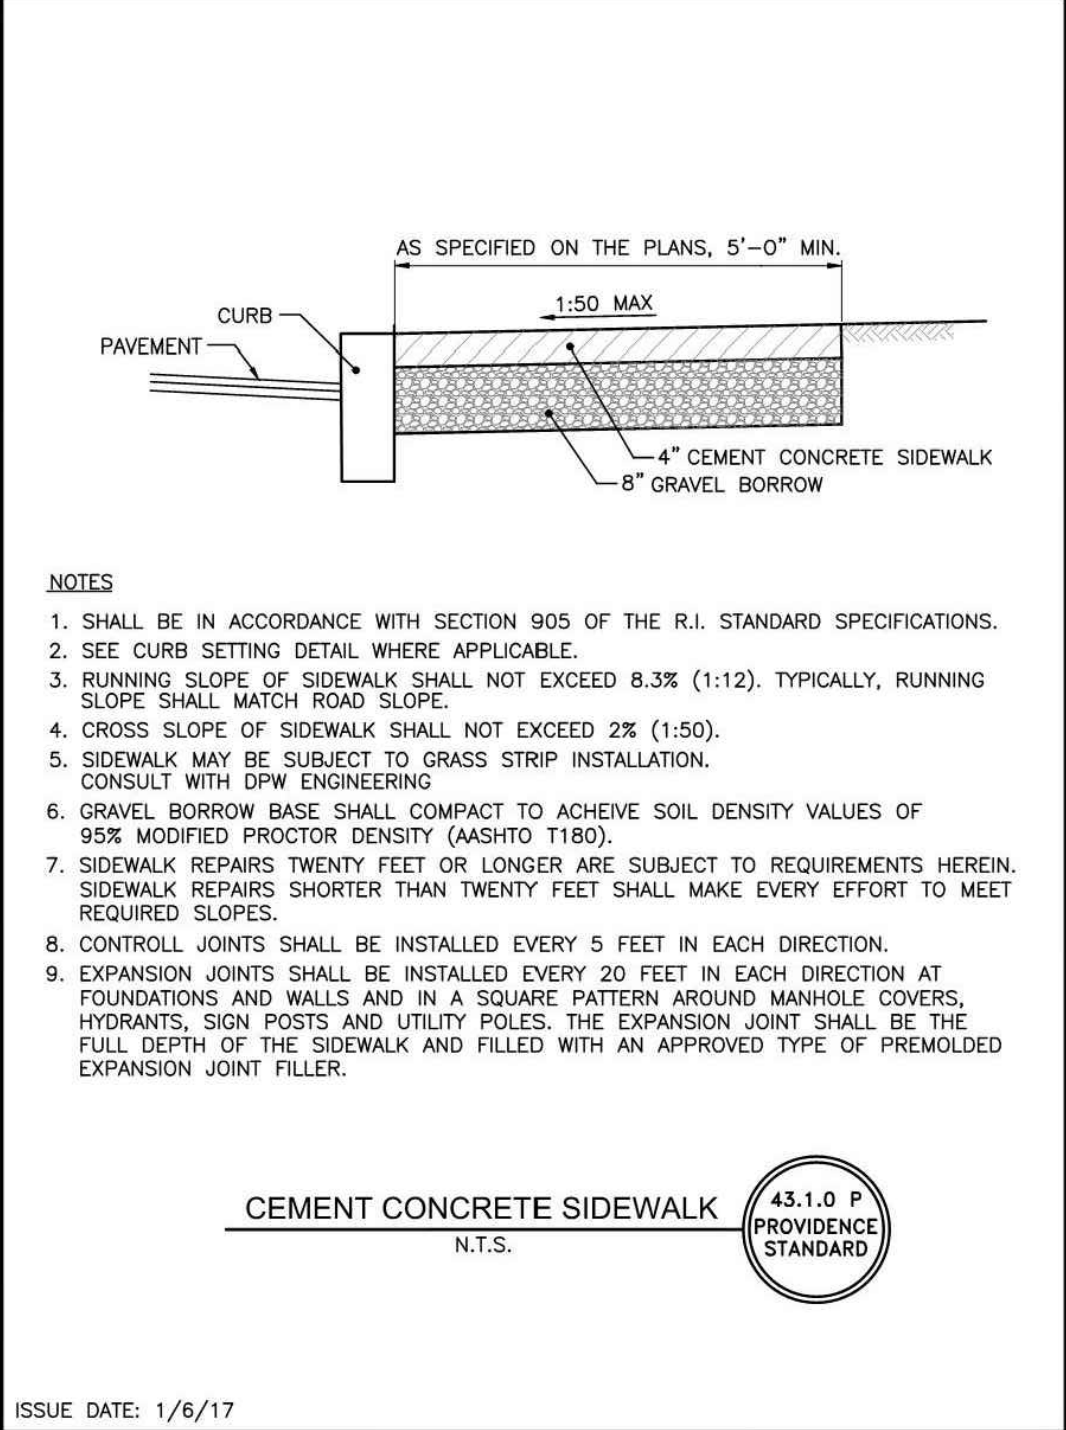 AS SPECIFIED ON THE PLANS, 5'-0" MIN.
1:50 MAX
CURB
PAVEMENT
4" CEMENT CONCRETE SIDEWALK
8" GRAVEL BORROW
NOTES
1. SHALL BE IN ACCORDANCE WITH SECTION 905 OF THE R.I. STANDARD SPECIFICATIONS.
2. SEE CURB SETTING DETAIL WHERE APPLICABLE.
3. RUNNING SLOPE OF SIDEWALK SHALL NOT EXCEED 8.3% (1:12). TYPICALLY, RUNNING
SLOPE SHALL MATCH ROAD SLOPE.
4. CROSS SLOPE OF SIDEWALK SHALL NOT EXCEED 2% (1:50).
5. SIDEWALK MAY BE SUBJECT TO GRASS STRIP INSTALLATION.
CONSULT WITH DPW ENGINEERING
6. GRAVEL BORROW BASE SHALL COMPACT TO ACHEIVE SOIL DENSITY VALUES OF
95% MODIFIED PROCTOR DENSITY (AASHTO T180).
7. SIDEWALK REPAIRS TWENTY FEET OR LONGER ARE SUBJECT TO REQUIREMENTS HEREIN.
SIDEWALK REPAIRS SHORTER THAN TWENTY FEET SHALL MAKE EVERY EFFORT TO MEET
REQUIRED SLOPES.
8. CONTROLL JOINTS SHALL BE INSTALLED EVERY 5 FEET IN EACH DIRECTION.
9. EXPANSION JOINTS SHALL BE INSTALLED EVERY 20 FEET IN EACH DIRECTION AT
FOUNDATIONS AND WALLS AND IN A SQUARE PATTERN AROUND MANHOLE COVERS,
HYDRANTS, SIGN POSTS AND UTILITY POLES. THE EXPANSION JOINT SHALL BE THE
FULL DEPTH OF THE SIDEWALK AND FILLED WITH AN APPROVED TYPE OF PREMOLDED
EXPANSION JOINT FILLER.
CEMENT CONCRETE SIDEWALK
N.T.S.
43.1.0 P
PROVIDENCE
STANDARD
ISSUE DATE: 1/6/17